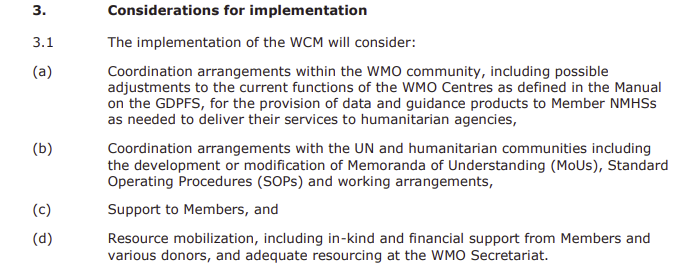 3. Considerations for implementation
3.1 The implementation of the WCM will consider:
(a) Coordination arrangements within the WMO community, including possible
adjustments to the current functions of the WMO Centres as defined in the Manual
on the GDPFS, for the provision of data and guidance products to Member NMHSs
as needed to deliver their services to humanitarian agencies,
(b) Coordination arrangements with the UN and humanitarian communities including
the development or modification of Memoranda of Understanding (MoUs), Standard
Operating Procedures (SOPs) and working arrangements,
(c) Support to Members, and
(d) Resource mobilization, including in-kind and financial support from Members and
various donors, and adequate resourcing at the WMO Secretariat.